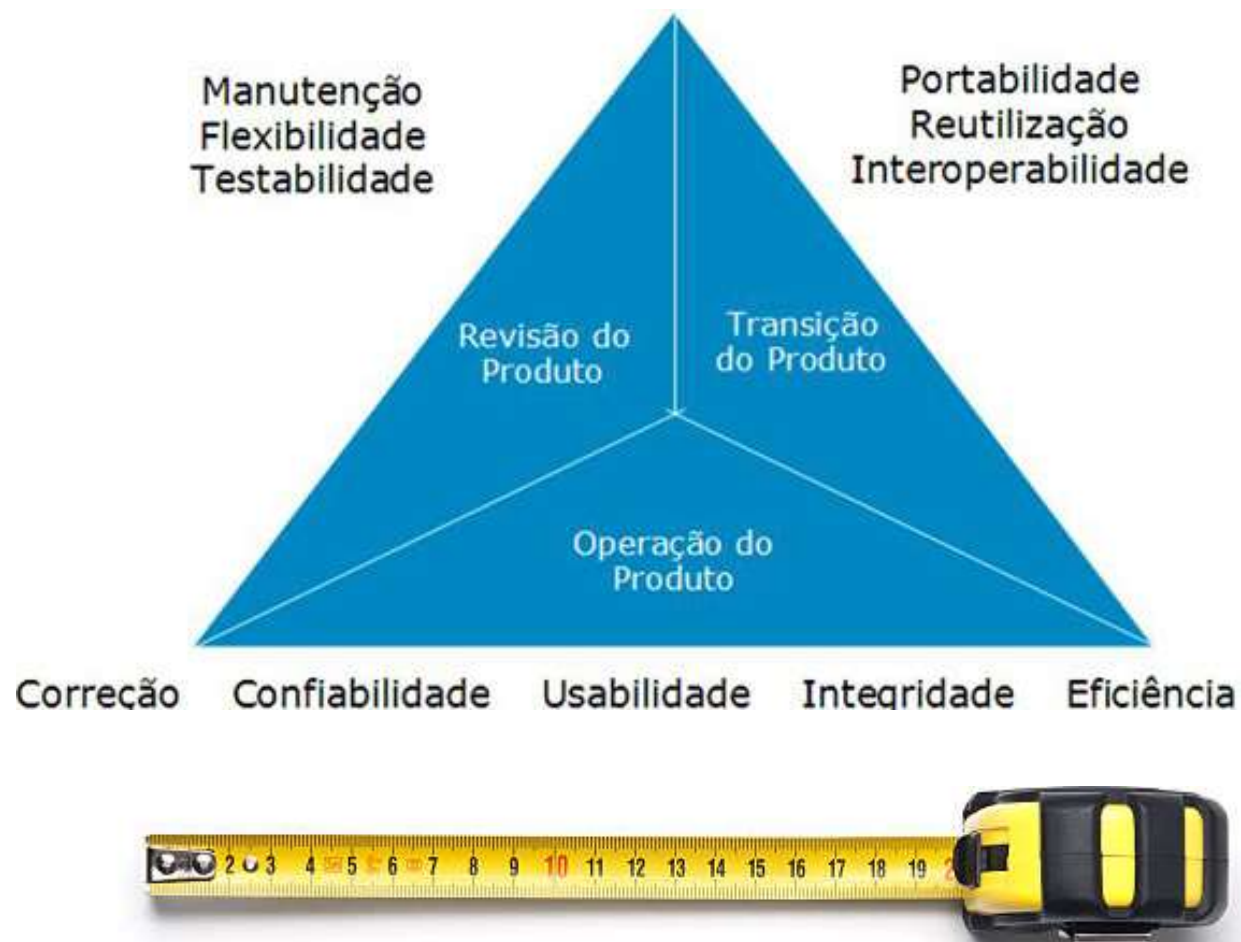 Manutenção
Flexibilidade
Testabilidade
Portabilidade
Reutilização
Interoperabilidade
Revisão do
Produto
Transição
do Produto
Operação do
Produto
Correção Confiabilidade Usabilidade Integridade Eficiência
2 3 4 5 6 7 8 9 10 11 12 13 14 15 16 17 18 19